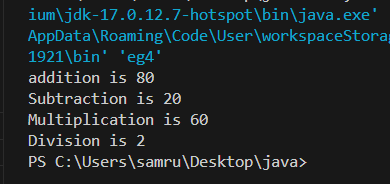 ium\jdk-17.0.12.7-hotspot\bin\java.exe'
AppData\Roaming\Code\User\workspaceStorag
1921\bin' 'eg4'
addition is 80
Subtraction is 20
Multiplication is 60
Division is 2
PS C:\Users\samru\Desktop\java>